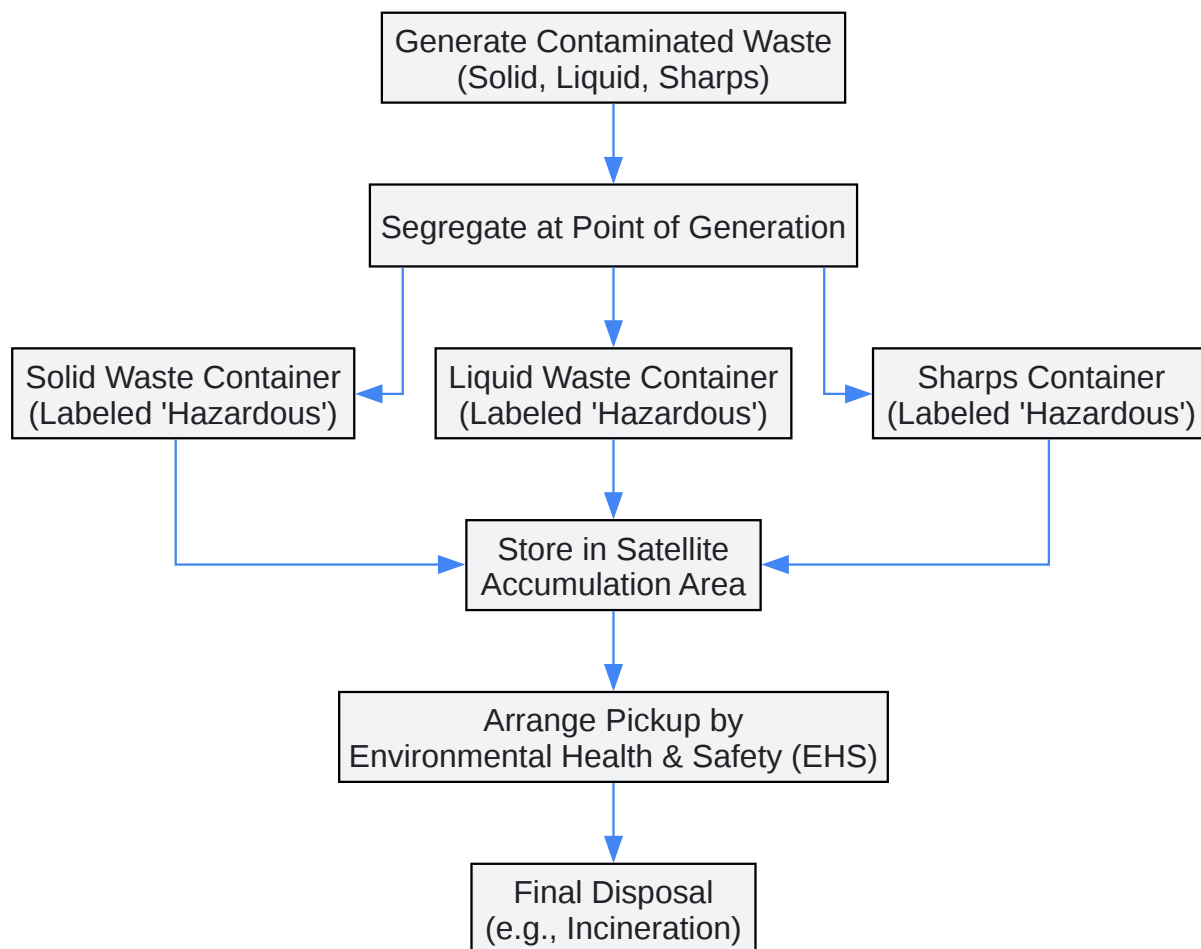 Generate Contaminated Waste
(Solid, Liquid, Sharps)
Segregate at Point of Generation
Solid Waste Container
(Labeled 'Hazardous')
Liquid Waste Container
(Labeled 'Hazardous')
Sharps Container
(Labeled 'Hazardous')
Store in Satellite
Accumulation Area
Arrange Pickup by
Environmental Health & Safety (EHS)
Final Disposal
(e.g., Incineration)